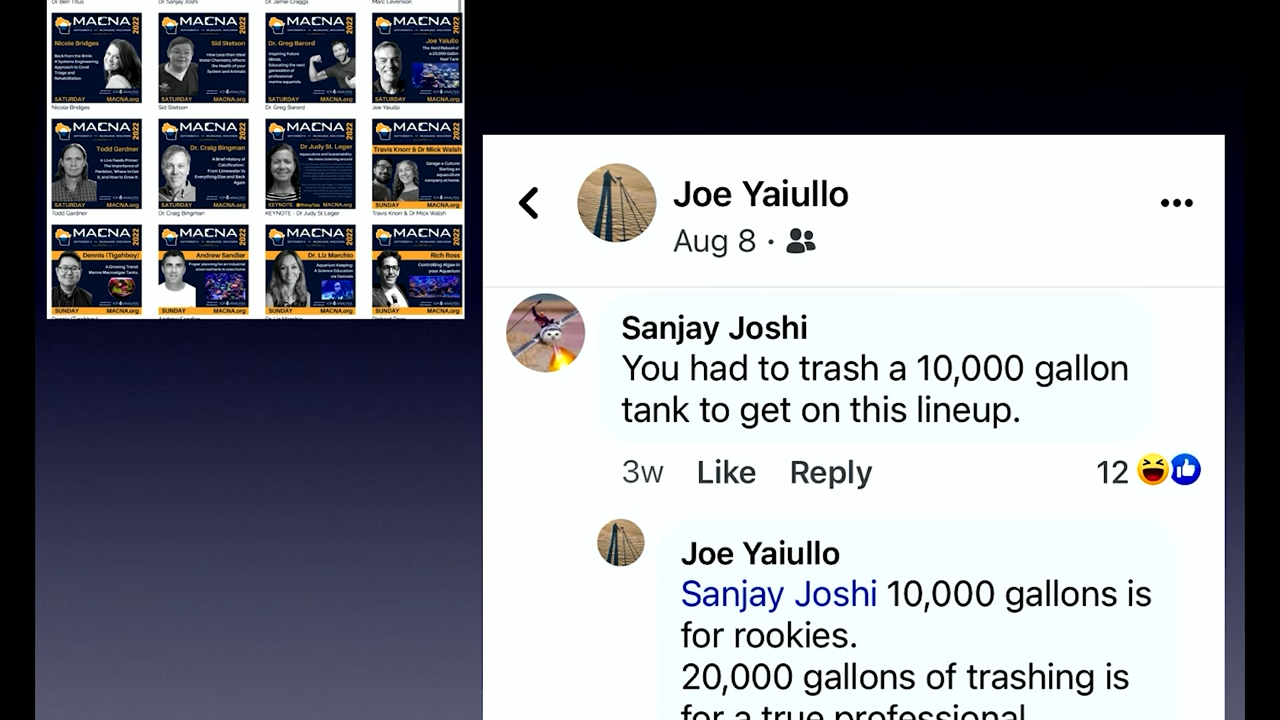 Dr Ben Titus
Dr Sanjay Joshi
Dr Jamie Craggs
Marc Levenson
MACNA 2022
Nicole Bridges
Back from the Brink:
A Systems Engineering
Approach to Coral
Triage and
Rehabilitation
SATURDAY MACNA.org
Nicole Bridges
MACNA 2022
Sid Stetson
How Less-than-Ideal
Water Chemistry Affects
the Health of your
System and Animals
SATURDAY MACNA.org
Sid Stetson
MACNA 2022
Dr. Greg Barord
Inspiring Future
Minds,
Educating the next
generation of
professional
marine aquarists.
SATURDAY MACNA.org
Dr. Greg Barord
MACNA 2022
Joe Yaiullo
The Hard Reboot of
a 20,000 Gallon
Reef Tank
SATURDAY MACNA.org
Joe Yaiullo
MACNA 2022
Todd Gardner
A Live Feeds Primer:
The Importance of
Plankton, Where to Get
it, and How to Grow it.
SATURDAY MACNA.org
Todd Gardner
MACNA 2022
Dr. Craig Bingman
A Brief History of
Calcification:
From Limewater to
Everything Else and Back
Again
SATURDAY MACNA.org
Dr. Craig Bingman
MACNA 2022
Dr Judy St. Leger
Aquaculture and Sustainability:
No more clowning around
KEYNOTE MACNA.org
KEYNOTE - Dr Judy St Leger
MACNA 2022
Travis Knorr & Dr Mick Walsh
Garage a Culture:
Starting an
aquaculture
company at home.
SUNDAY MACNA.org
Travis Knorr & Dr Mick Walsh
MACNA 2022
Dennis (Tigahboy)
A Growing Trend:
Marine Macroalgae Tanks.
SUNDAY MACNA.org
MACNA 2022
Andrew Sandler
Proper planning for an industrial
sized reef tank in ones home
SUNDAY MACNA.org
MACNA 2022
Dr. Liz Marchio
Aquarium Keeping:
A Science Education
via Osmosis
SUNDAY MACNA.org
MACNA 2022
Rich Ross
Controlling Algae in
your Aquarium
SUNDAY MACNA.org
Joe Yaiullo
Aug 8 ·
Sanjay Joshi
You had to trash a 10,000 gallon
tank to get on this lineup.
3w Like Reply 12
Joe Yaiullo
Sanjay Joshi 10,000 gallons is
for rookies.
20,000 gallons of trashing is
for a true professional